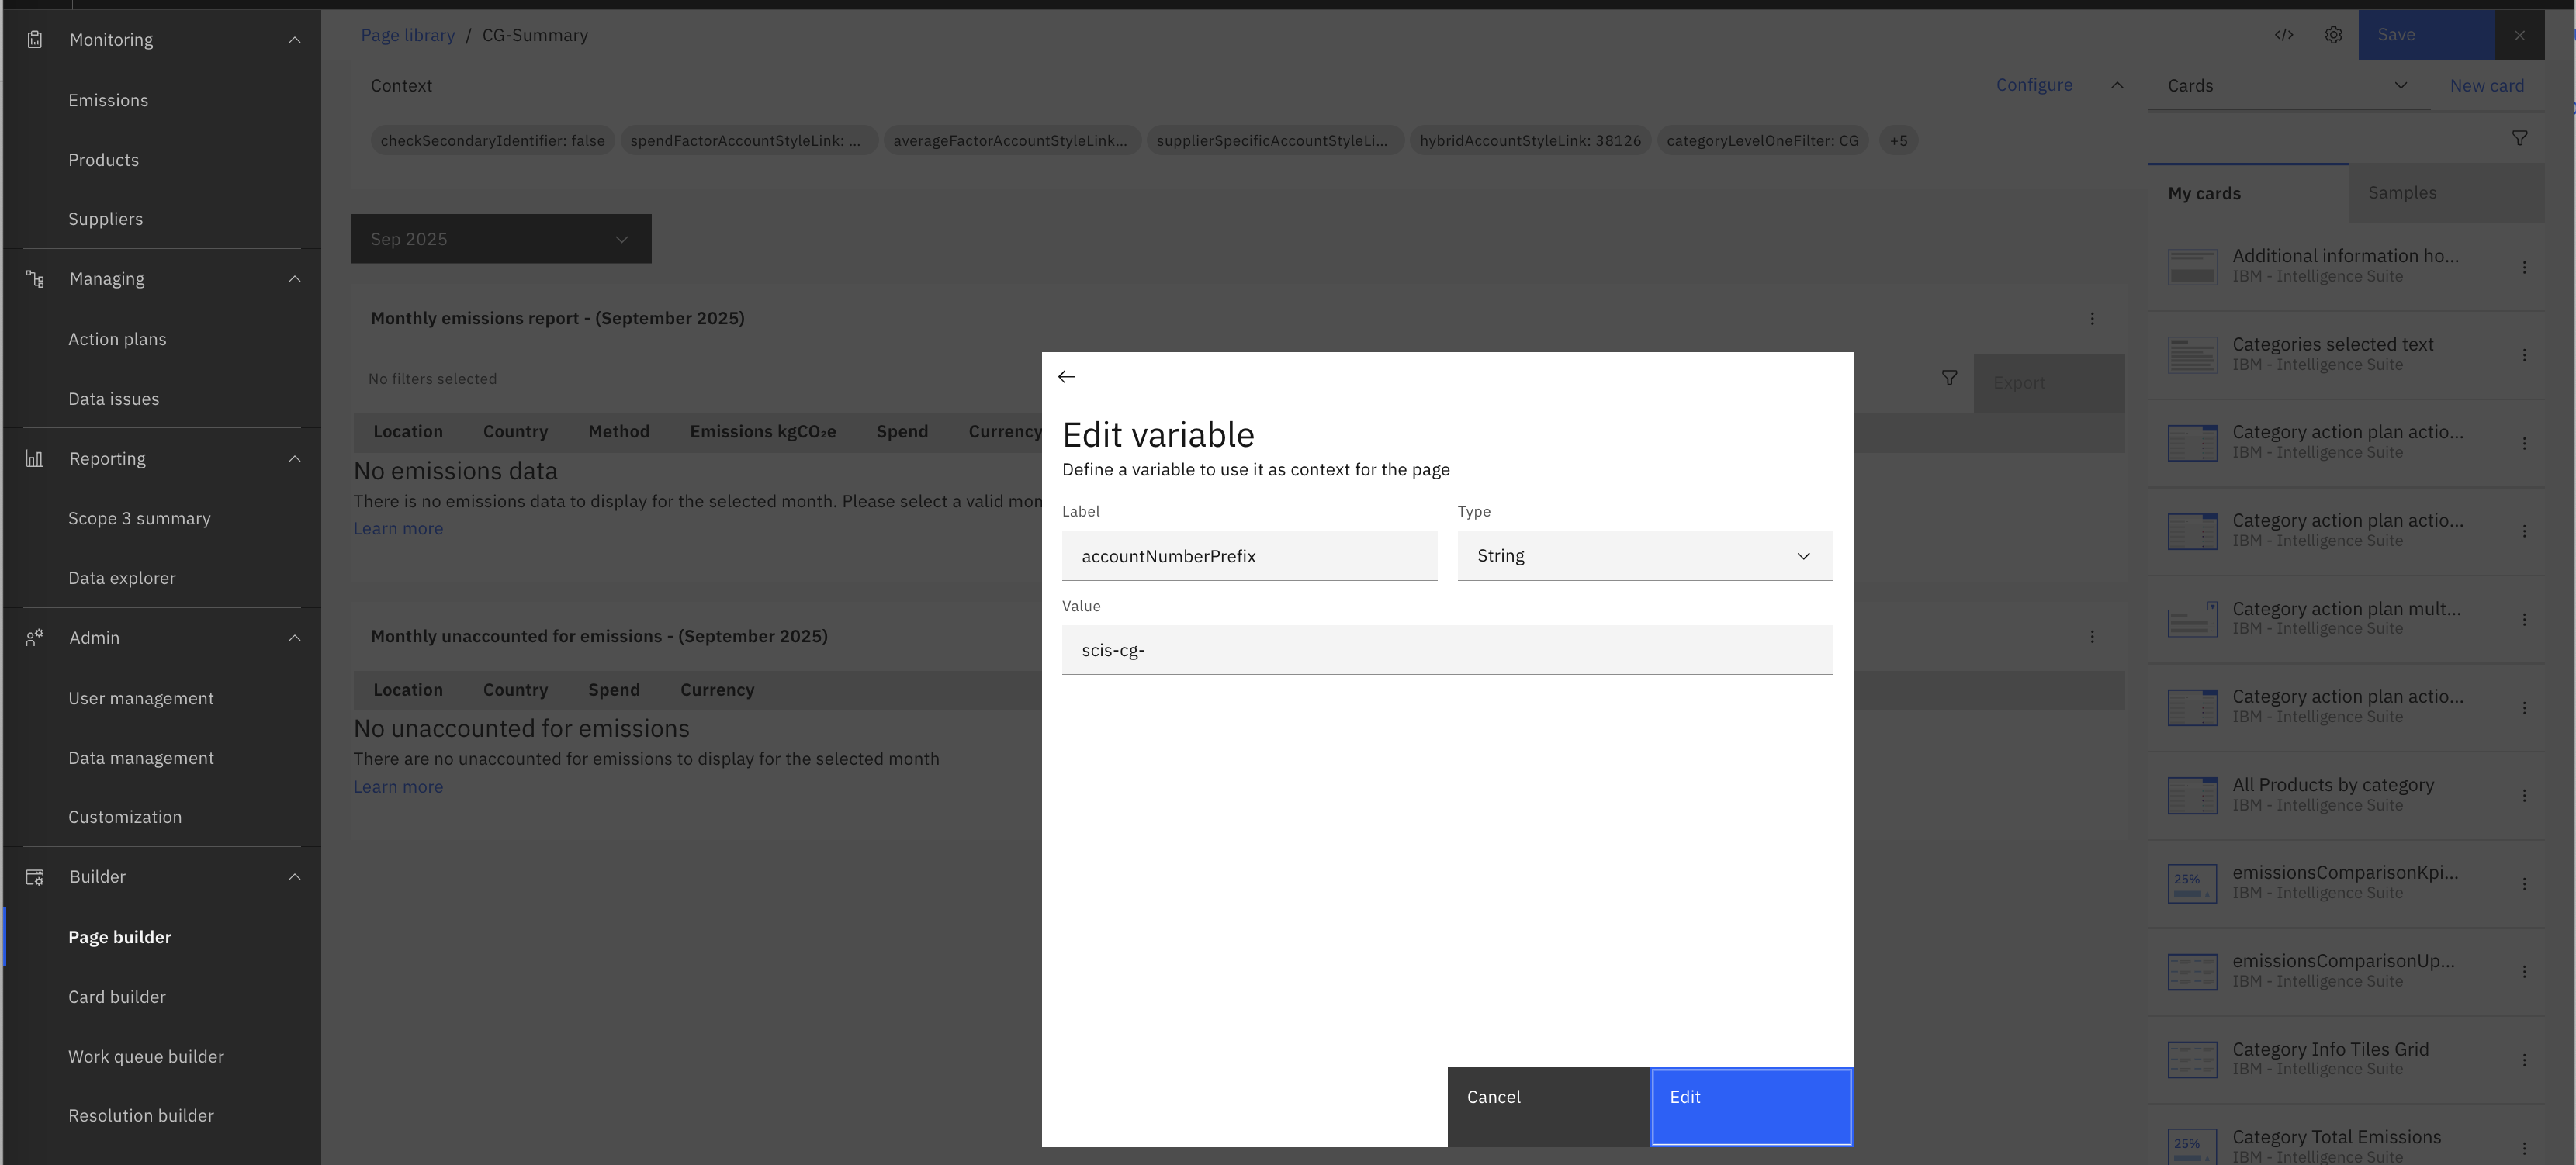 Monitoring
Emissions
Products
Suppliers
Managing
Action plans
Data issues
Reporting
Scope 3 summary
Data explorer
Admin
User management
Data management
Customization
Builder
Page builder
Card builder
Work queue builder
Resolution builder
Page library / CG-Summary
Save
Context
Configure
checkSecondaryIdentifier: false
spendFactorAccountStyleLink: ...
averageFactorAccountStyleLink...
supplierSpecificAccountStyleLi...
hybridAccountStyleLink: 38126
categoryLevelOneFilter: CG
+5
Sep 2025
Monthly emissions report - (September 2025)
No filters selected
Export
Location Country Method Emissions kgCO₂e Spend Currency
No emissions data
There is no emissions data to display for the selected month. Please select a valid mon
Learn more
Monthly unaccounted for emissions - (September 2025)
Location Country Spend Currency
No unaccounted for emissions
There are no unaccounted for emissions to display for the selected month
Learn more
Edit variable
Define a variable to use it as context for the page
Label
accountNumberPrefix
Type
String
Value
scis-cg-
Cancel
Edit
Cards
New card
My cards
Samples
Additional information ho...
IBM - Intelligence Suite
Categories selected text
IBM - Intelligence Suite
Category action plan actio...
IBM - Intelligence Suite
Category action plan actio...
IBM - Intelligence Suite
Category action plan mult...
IBM - Intelligence Suite
Category action plan actio...
IBM - Intelligence Suite
All Products by category
IBM - Intelligence Suite
25%
emissionsComparisonKpi...
IBM - Intelligence Suite
emissionsComparisonUp...
IBM - Intelligence Suite
Category Info Tiles Grid
IBM - Intelligence Suite
25%
Category Total Emissions
IBM - Intelligence Suite